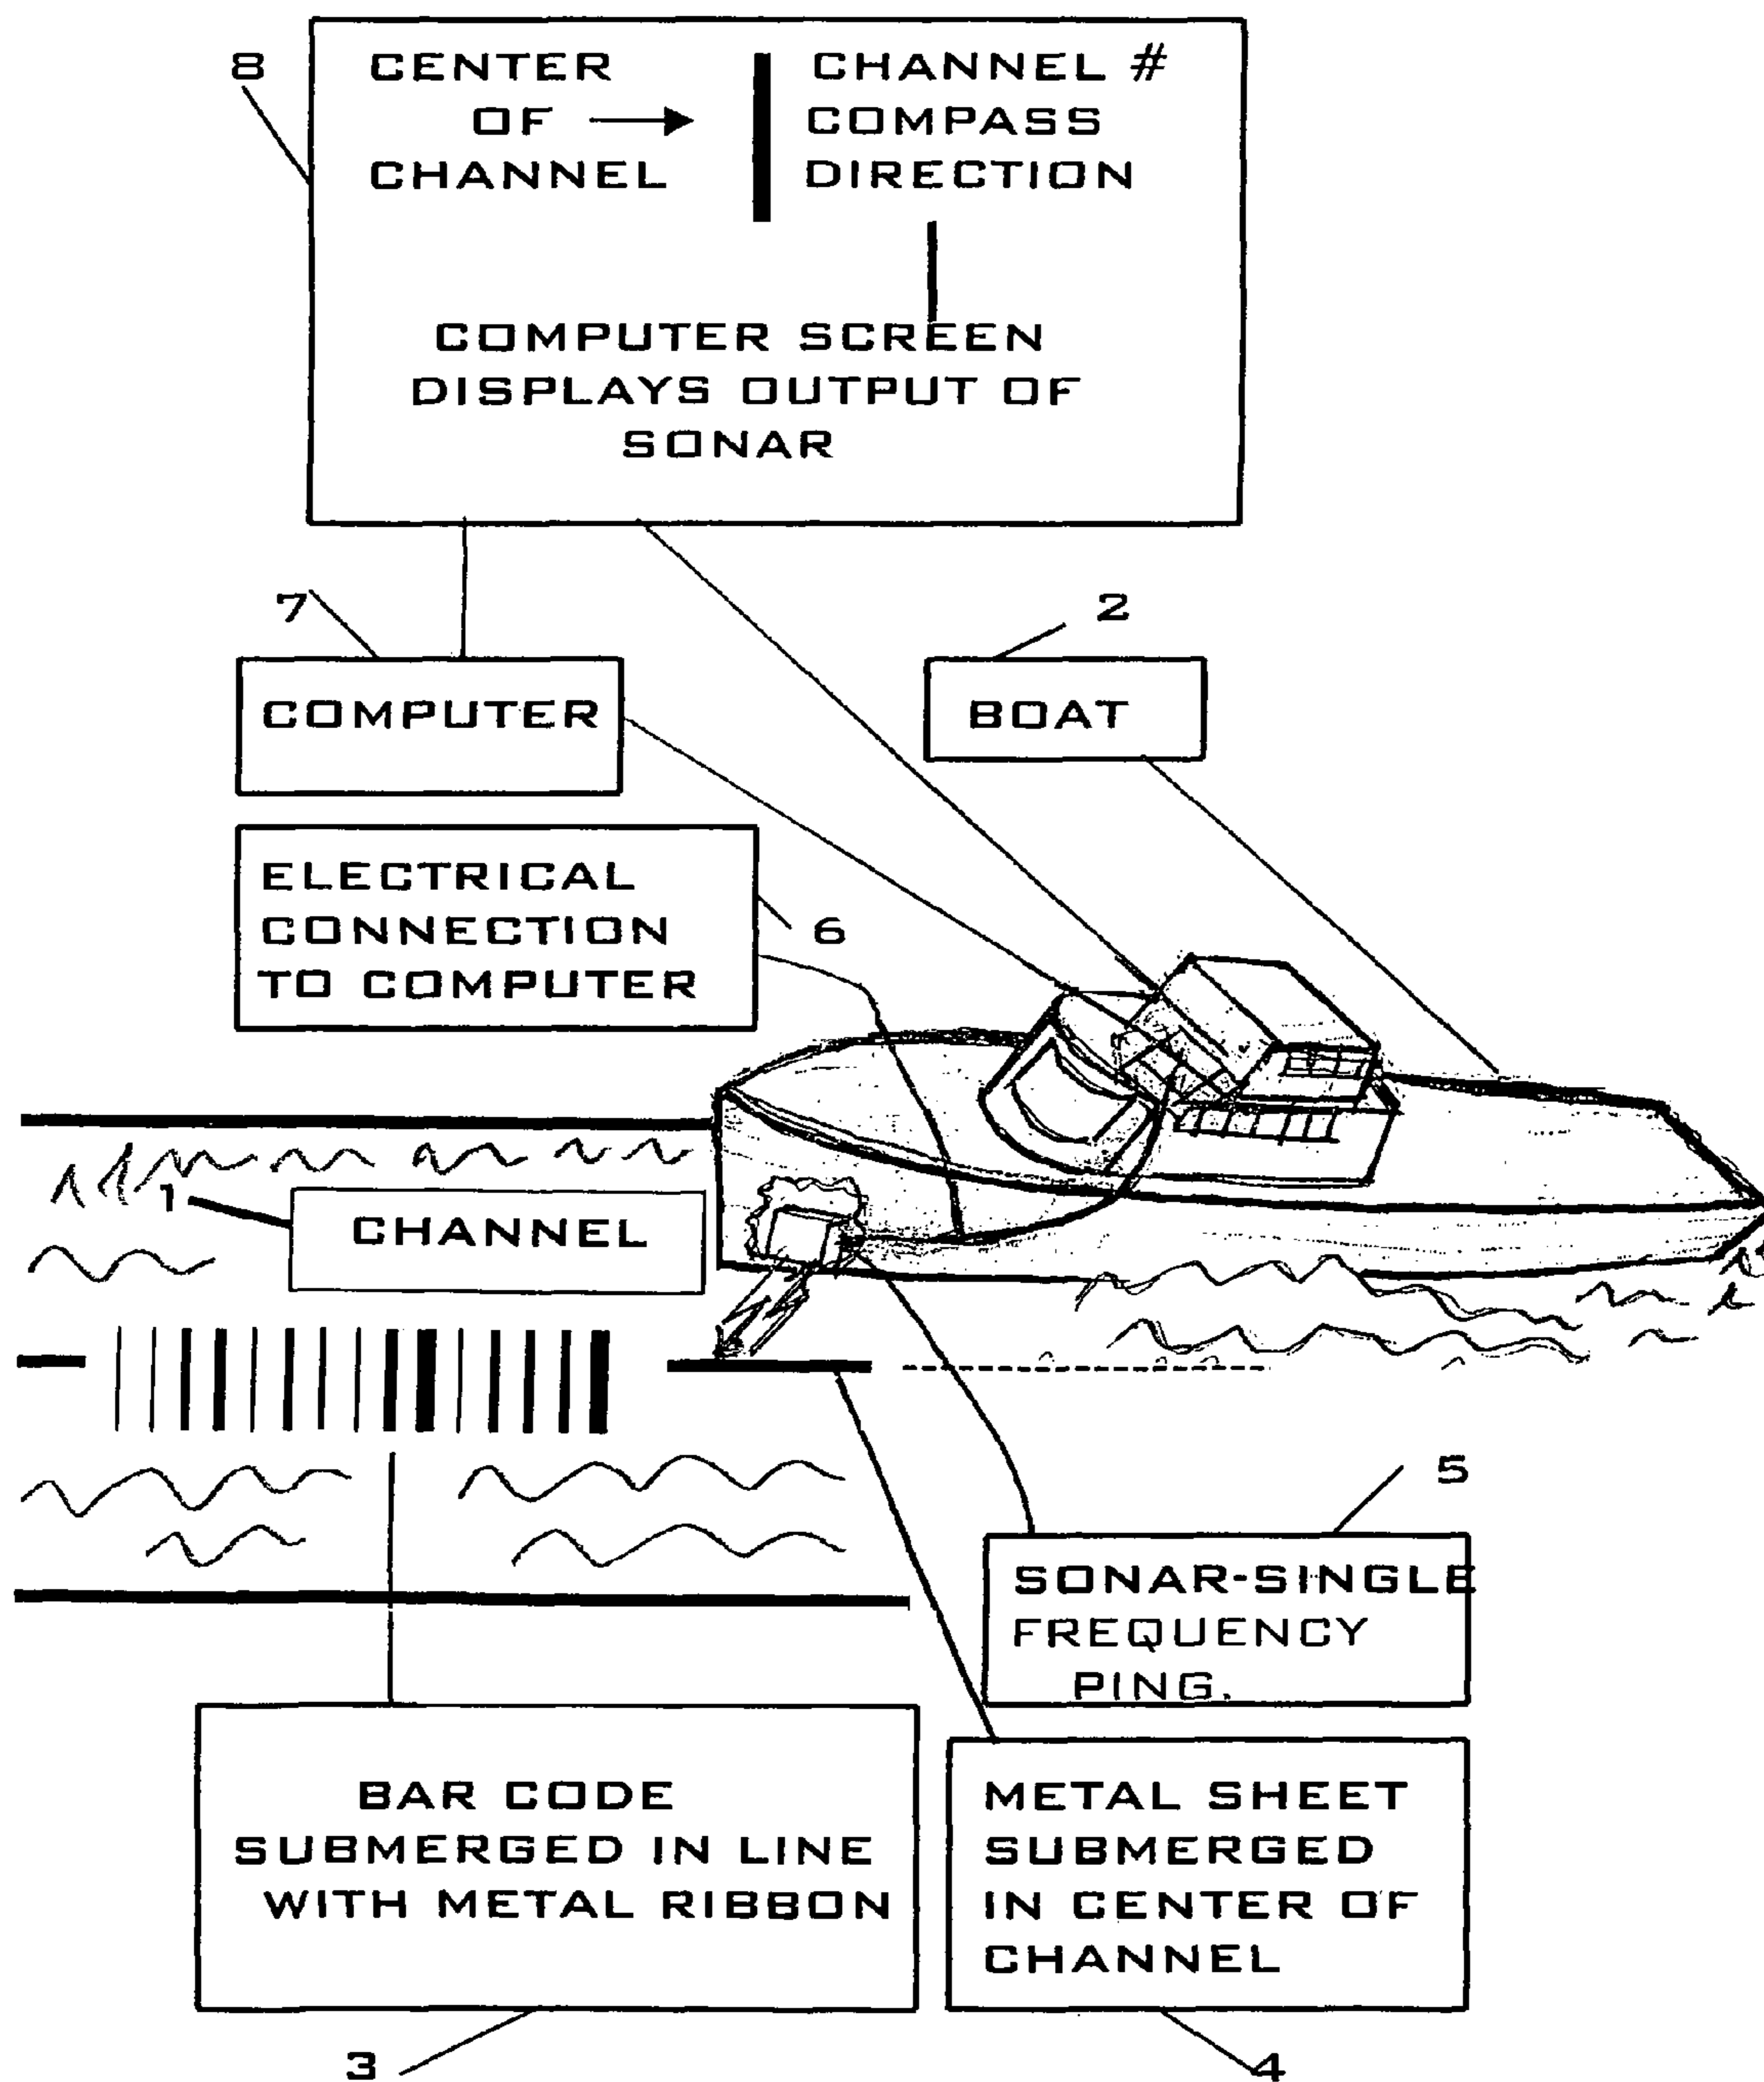 8
CENTER
OF
CHANNEL
CHANNEL #
COMPASS
DIRECTION
COMPUTER SCREEN
DISPLAYS OUTPUT OF
SONAR
7
COMPUTER
2
BOAT
ELECTRICAL
CONNECTION
TO COMPUTER
6
1
CHANNEL
5
SONAR-SINGLE
FREQUENCY
PING.
BAR CODE
SUBMERGED IN LINE
WITH METAL RIBBON
3
METAL SHEET
SUBMERGED
IN CENTER OF
CHANNEL
4